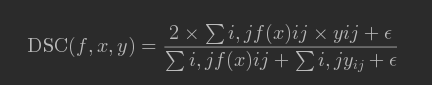 DSC(f, x, y) = \frac{2 × ∑ i, jf(x)ij × yij + ϵ}{∑ i, jf(x)ij + ∑ i, jy_{ij} + ϵ}